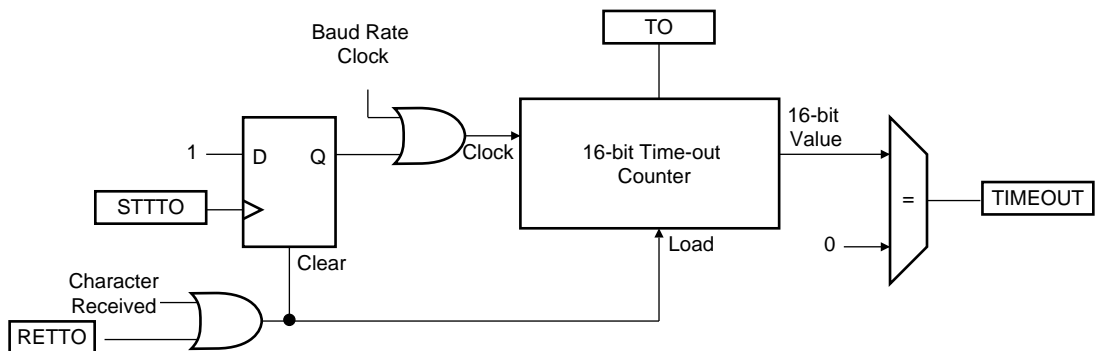 TO
Baud Rate
Clock
16-bit
Value
1
D
Q
Clock
16-bit Time-out
Counter
STTTO
=
TIMEOUT
Clear
Load
0
Character
Received
RETTO